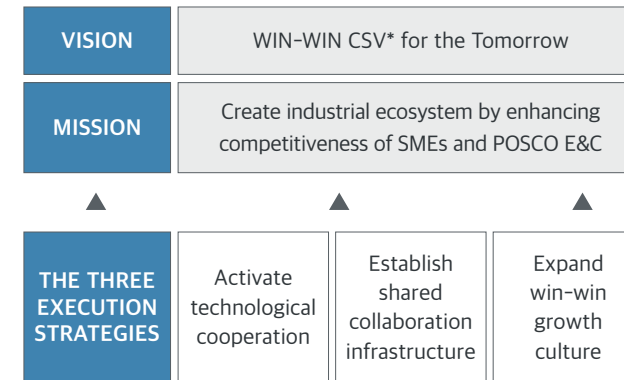 VISION
WIN-WIN CSV* for the Tomorrow
MISSION
Create industrial ecosystem by enhancing
competitiveness of SMEs and POSCO E&C
THE THREE
EXECUTION
STRATEGIES
Activate
technological
cooperation
Establish
shared
collaboration
infrastructure
Expand
win-win
growth
culture